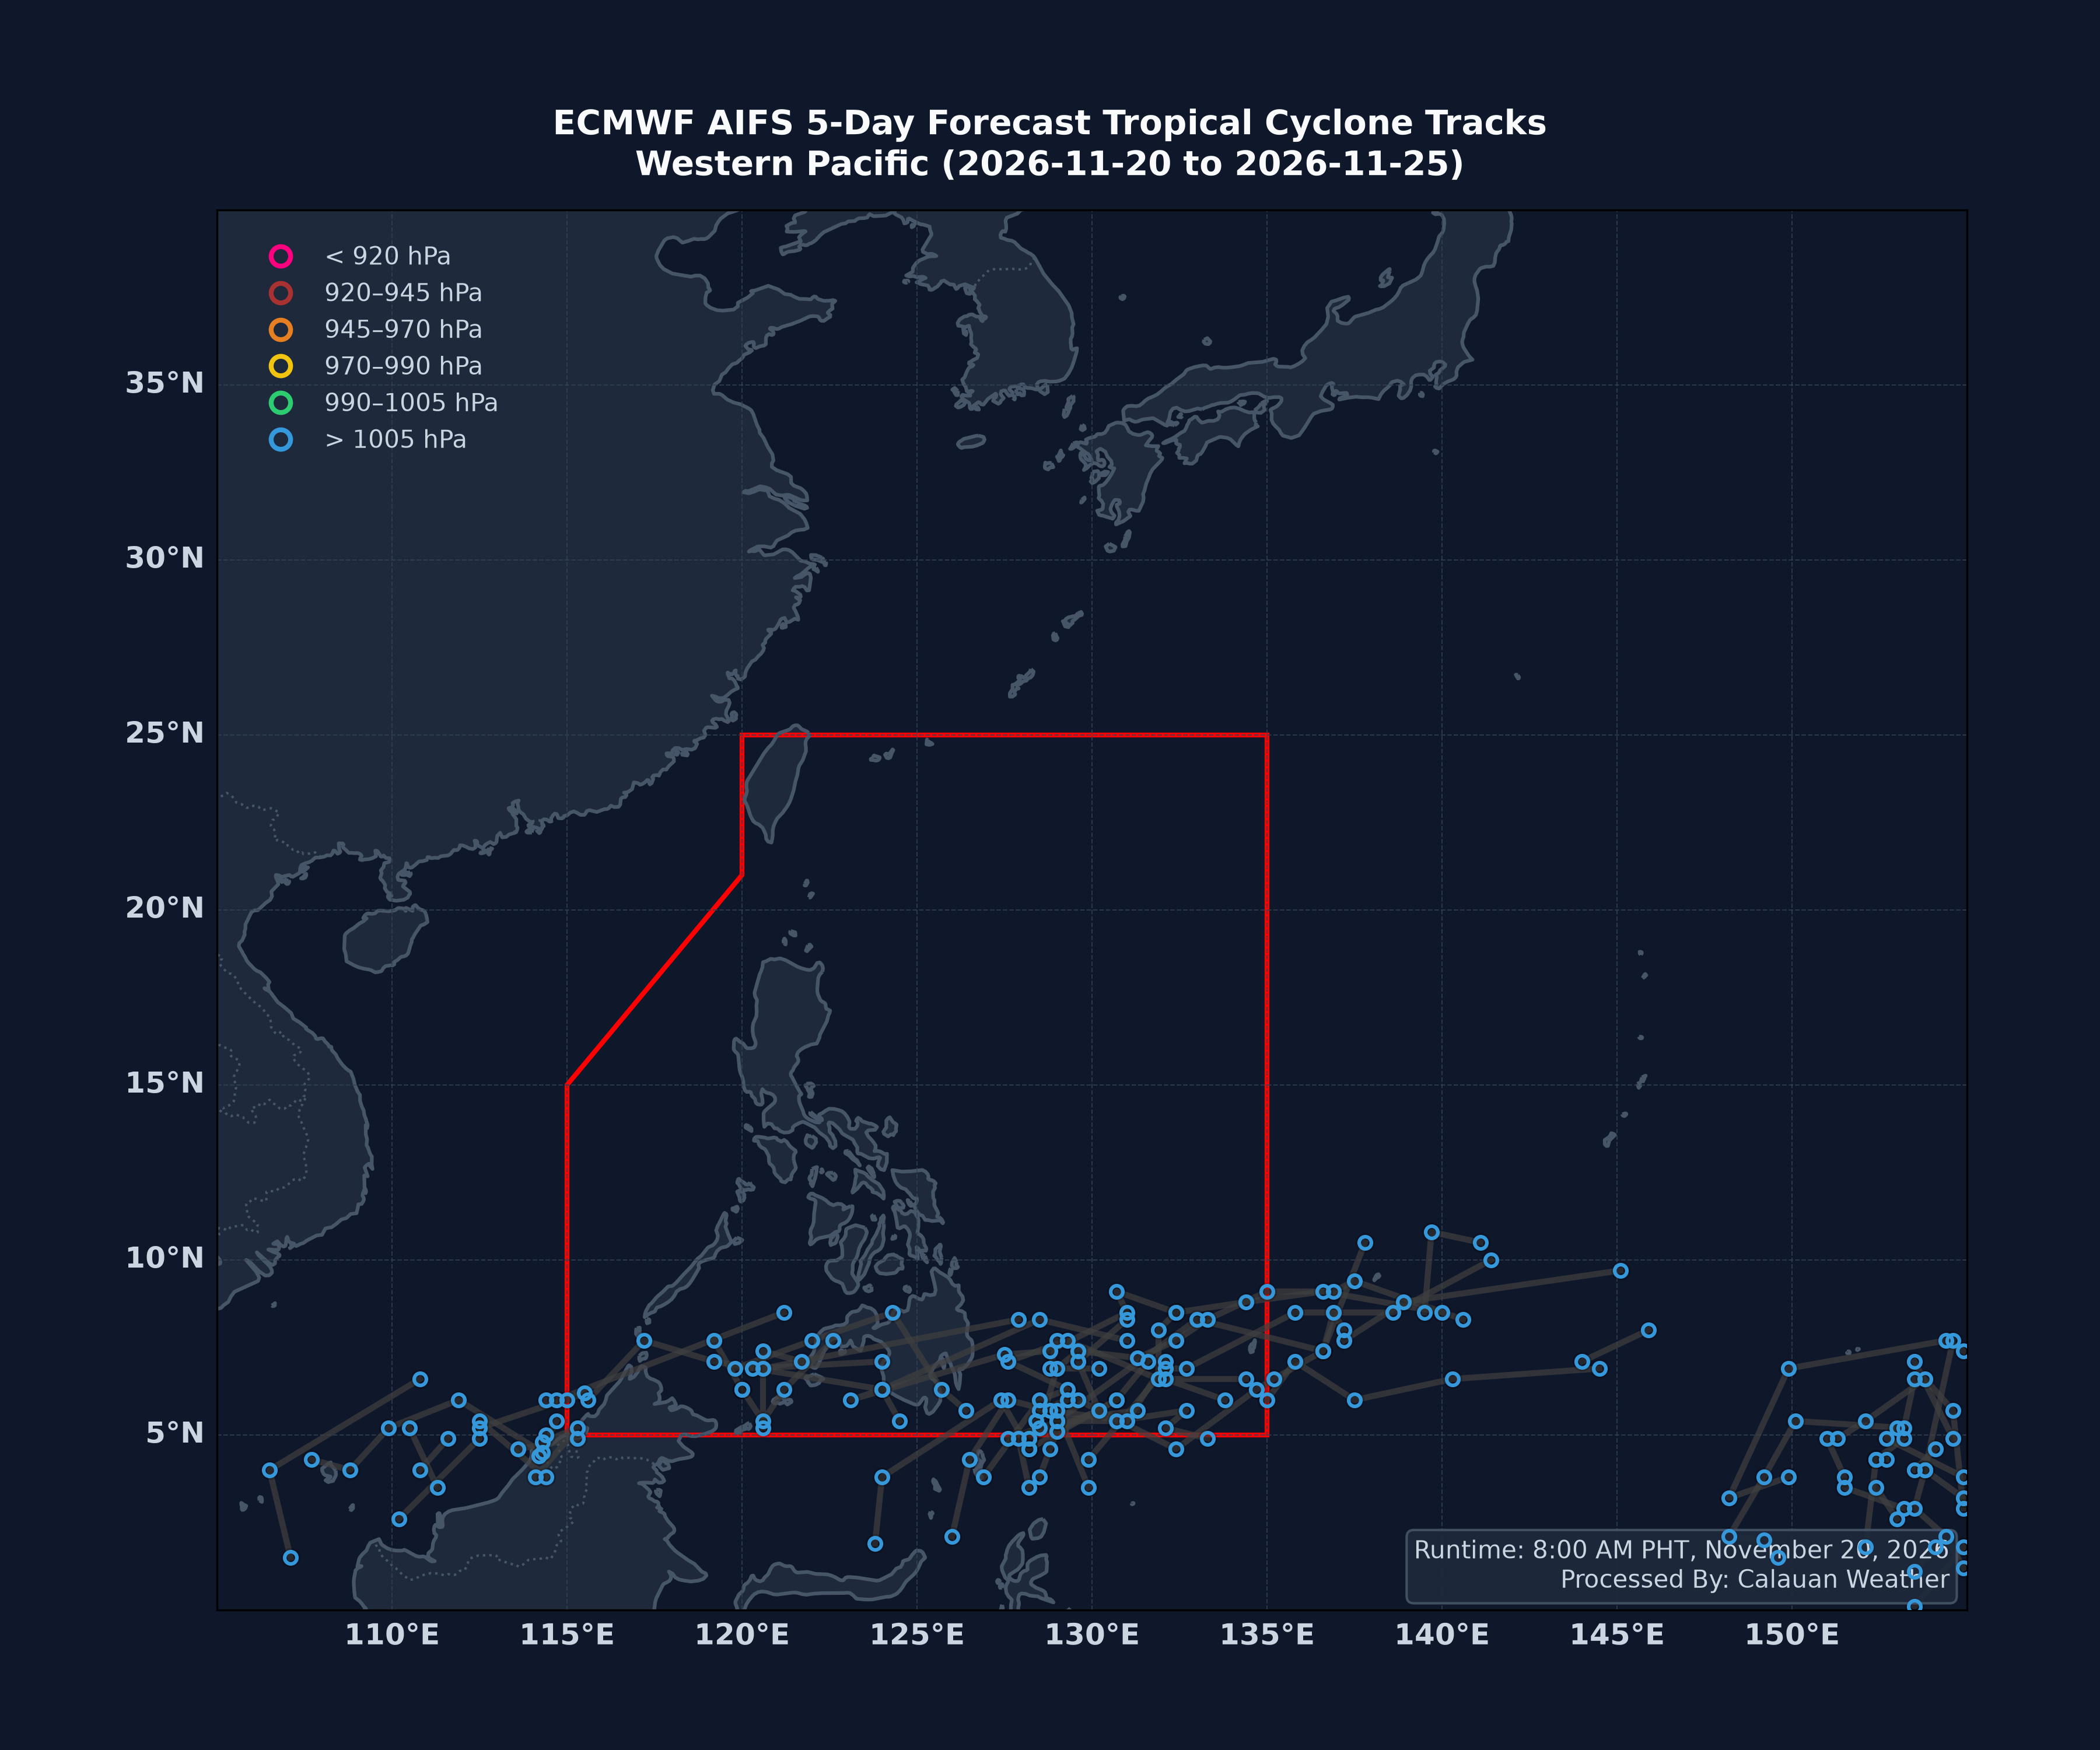 ECMWF AIFS 5-Day Forecast Tropical Cyclone Tracks
Western Pacific (2026-11-20 to 2026-11-25)
< 920 hPa
920–945 hPa
945–970 hPa
970–990 hPa
990–1005 hPa
> 1005 hPa
35°N
30°N
25°N
20°N
15°N
10°N
5°N
Runtime: 8:00 AM PHT, November 20, 2026
Processed By: Calauan Weather
110°E
115°E
120°E
125°E
130°E
135°E
140°E
145°E
150°E